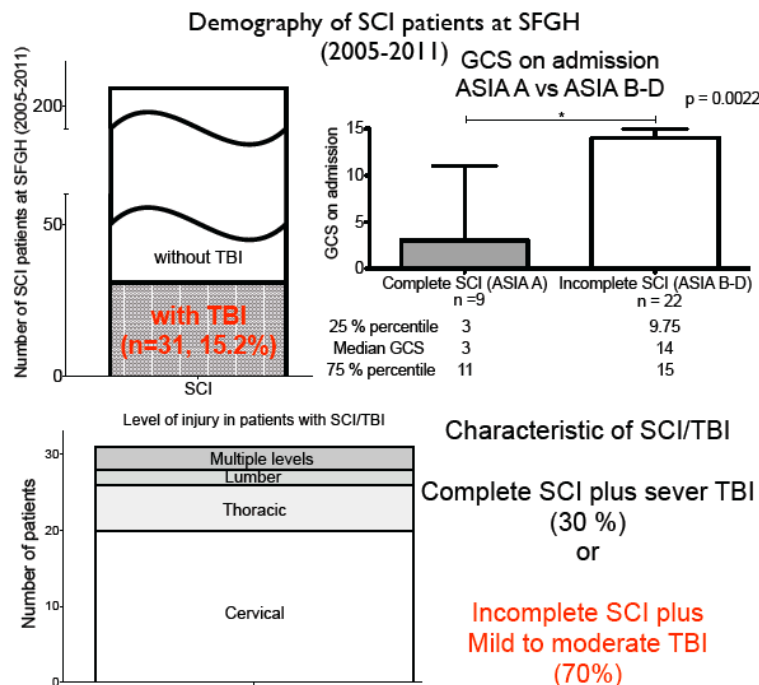 Demography of SCI patients at SFGH
(2005-2011)
Number of SCI patients at SFGH (2005-2011)
200
50
0
without TBI
with TBI
(n=31, 15.2%)
SCI
GCS on admission
ASIA A vs ASIA B-D
p = 0.0022
*
GCS on admission
15
10
5
0
Complete SCI (ASIA A) Incomplete SCI (ASIA B-D)
n =9 n = 22
25 % percentile 3 9.75
Median GCS 3 14
75 % percentile 11 15
Level of injury in patients with SCI/TBI
Number of patients
30
20
10
0
Multiple levels
Lumber
Thoracic
Cervical
Characteristic of SCI/TBI
Complete SCI plus sever TBI
(30 %)
or
Incomplete SCI plus
Mild to moderate TBI
(70%)